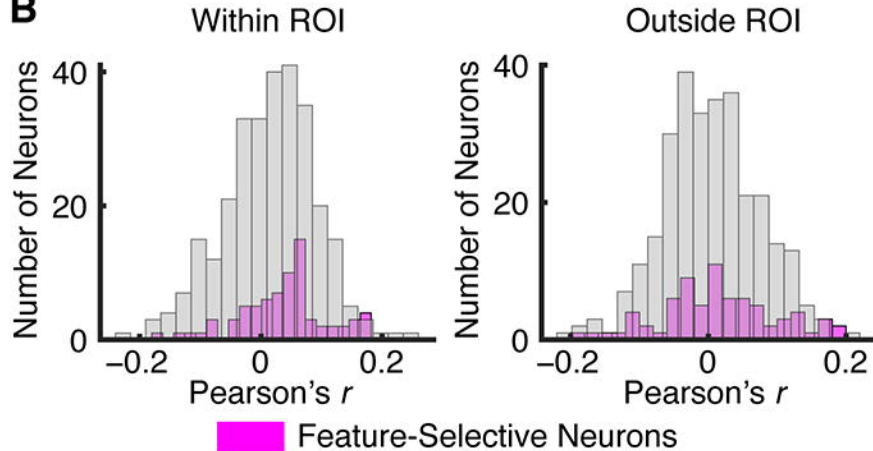 B
Within ROI
Outside ROI
Number of Neurons
40
20
0
−0.2
0
0.2
Pearson's r
Number of Neurons
40
20
0
−0.2
0
0.2
Pearson's r
Feature-Selective Neurons